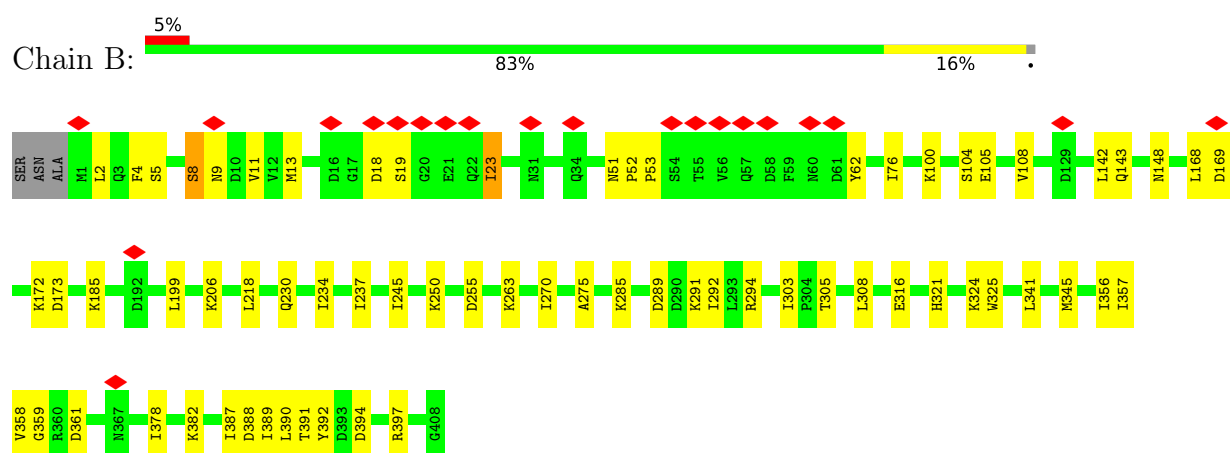 5%
Chain B:
83% 16% •
SER ASN ALA M1 L2 Q3 F4 S5 S8 N9 D10 V11 V12 M13 D16 G17 D18 S19 G20 E21 Q22 I23 N31 Q34 N51 P52 P53 S54 T55 V56 Q57 D58 F59 N60 D61 Y62 I76 K100 S104 E105 V108 D129 L142 Q143 N148 L168 D169
K172 D173 K185 D192 L199 K206 L218 Q230 I234 I237 I245 K250 D255 K263 I270 A275 K285 D289 D290 K291 I292 L293 R294 I303 P304 T305 L308 E316 H321 K324 W325 L341 M345 I356 I357
V358 G359 R360 D361 N367 I378 K382 I387 D388 I389 L390 T391 Y392 D393 D394 R397 G408